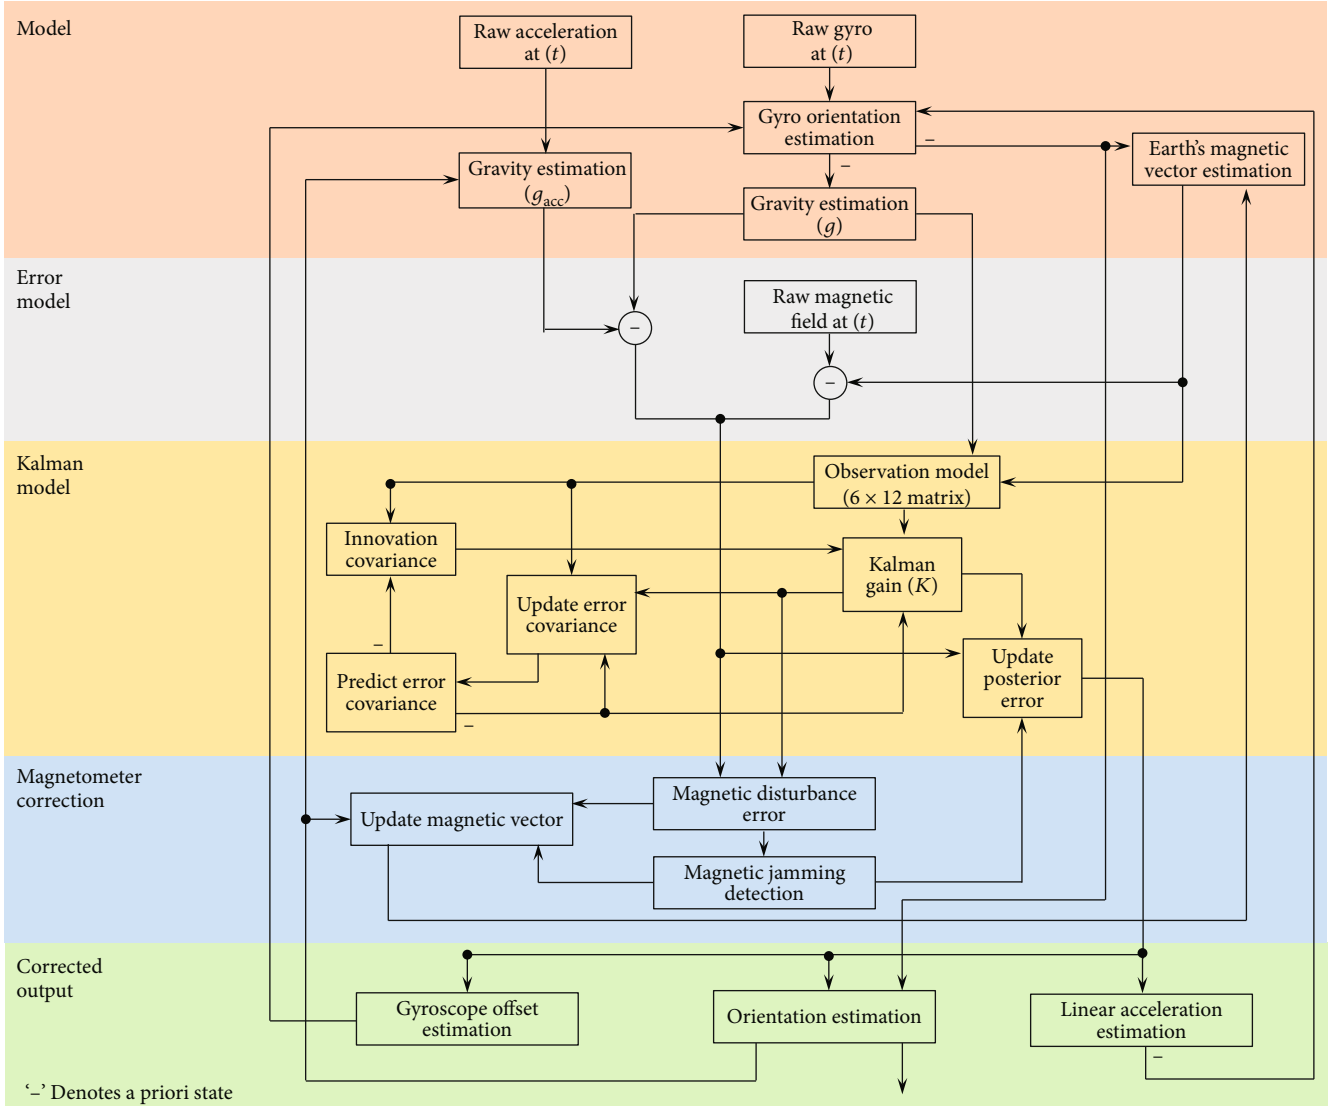 Model
Raw acceleration
at (t)
Raw gyro
at (t)
Gyro orientation
estimation
–
–
Earth's magnetic
vector estimation
Gravity estimation
(gacc)
Gravity estimation
(g)
Error
model
Raw magnetic
field at (t)
–
–
Kalman
model
Observation model
(6 × 12 matrix)
Innovation
covariance
Kalman
gain (K)
Update error
covariance
–
Predict error
covariance
–
Update
posterior
error
Magnetometer
correction
Magnetic disturbance
error
Update magnetic vector
Magnetic jamming
detection
Corrected
output
Gyroscope offset
estimation
Orientation estimation
Linear acceleration
estimation
–
‘–’ Denotes a priori state